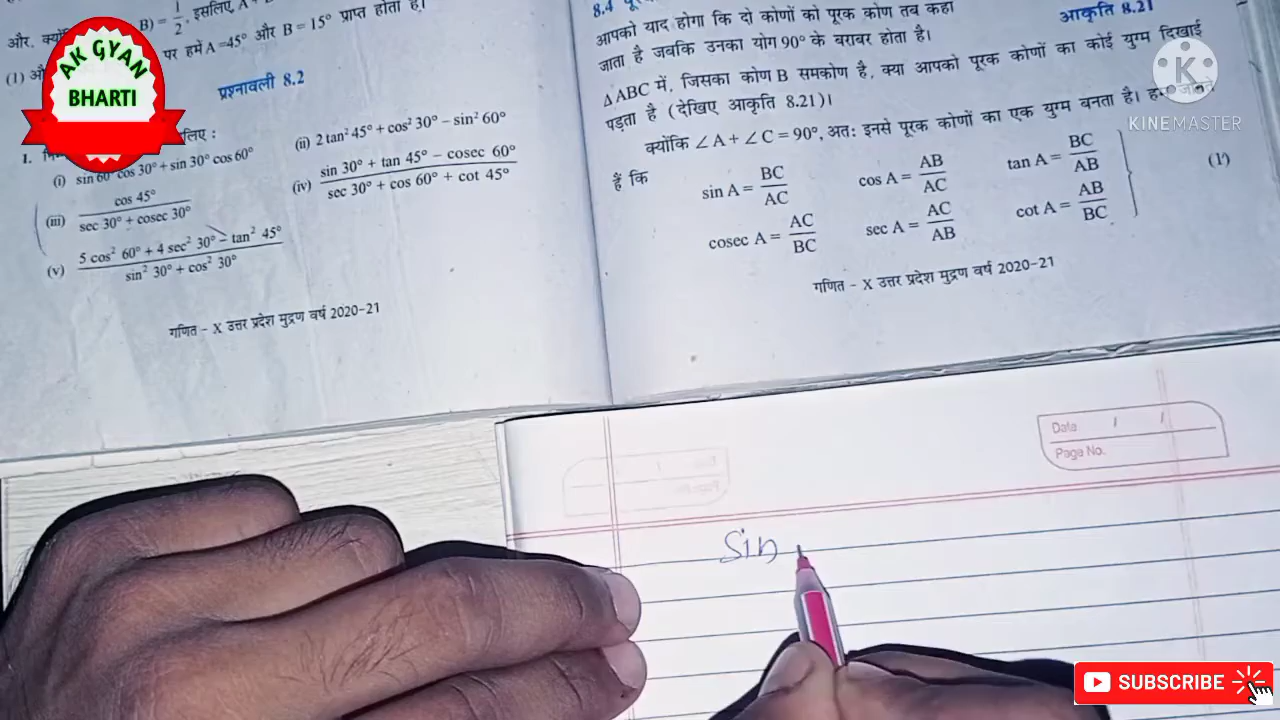 और, क्यों B) = 1/2, इसलिए, A +
(1) औ पर हमें A = 45° और B = 15° प्राप्त होता है।
AK GYAN
BHARTI
प्रश्नावली 8.2
1. लिए :
(i) sin 60° cos 30° + sin 30° cos 60°
(ii) 2 tan² 45° + cos² 30° – sin² 60°
(iii) cos 45° / sec 30° + cosec 30°
(iv) sin 30° + tan 45° – cosec 60° / sec 30° + cos 60° + cot 45°
(v) 5 cos² 60° + 4 sec² 30° – tan² 45° / sin² 30° + cos² 30°
गणित – X उत्तर प्रदेश मुद्रण वर्ष 2020-21
8.4
आकृति 8.21
आपको याद होगा कि दो कोणों को पूरक कोण तब कहा
जाता है जबकि उनका योग 90° के बराबर होता है।
Δ ABC में, जिसका कोण B समकोण है, क्या आपको पूरक कोणों का कोई युग्म दिखाई
पड़ता है (देखिए आकृति 8.21)।
क्योंकि ∠ A + ∠ C = 90°, अतः इनसे पूरक कोणों का एक युग्म बनता है।
हैं कि
sin A = BC/AC cos A = AB/AC tan A = BC/AB
cosec A = AC/BC sec A = AC/AB cot A = AB/BC
(1)
गणित – X उत्तर प्रदेश मुद्रण वर्ष 2020-21
K
KINEMASTER
Date / /
Page No.
Sin
SUBSCRIBE